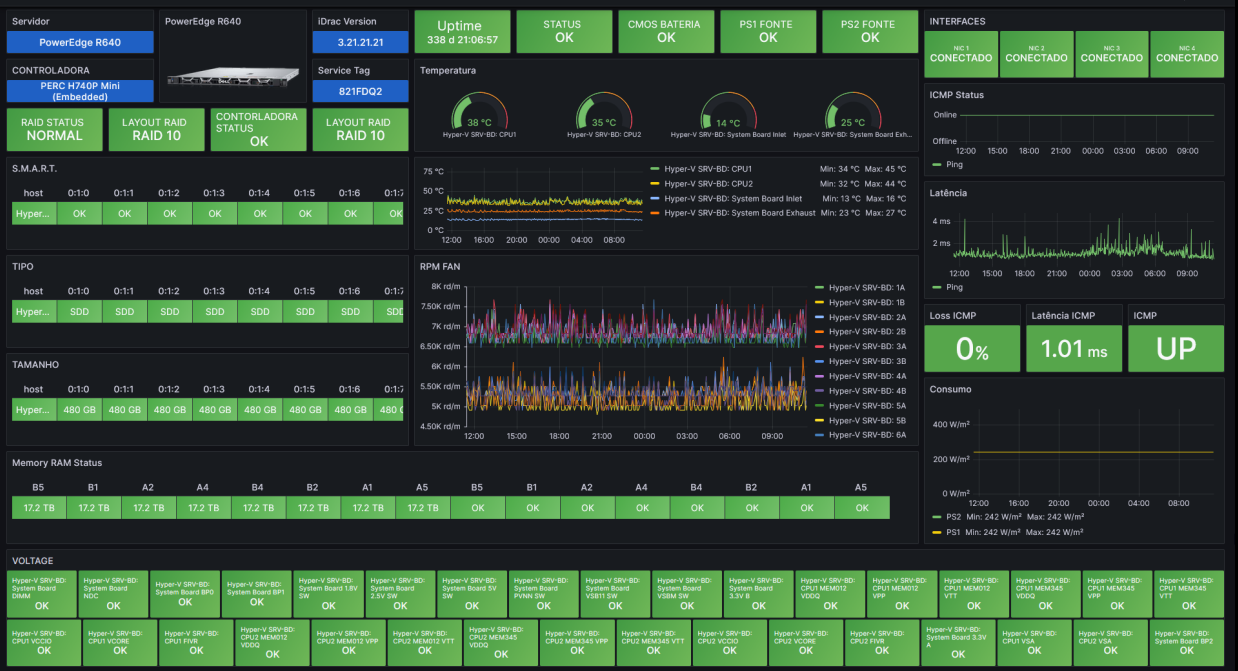 Servidor
PowerEdge R640
CONTROLADORA
PERC H740P Mini
(Embedded)
PowerEdge R640
iDrac Version
3.21.21.21
Service Tag
821FDQ2
Uptime
338 d 21:06:57
STATUS
OK
CMOS BATERIA
OK
PS1 FONTE
OK
PS2 FONTE
OK
INTERFACES
NIC 1
CONECTADO
NIC 2
CONECTADO
NIC 3
CONECTADO
NIC 4
CONECTADO
RAID STATUS
NORMAL
LAYOUT RAID
RAID 10
CONTORLADORA
STATUS
OK
LAYOUT RAID
RAID 10
Temperatura
38 °C
Hyper-V SRV-BD: CPU1
35 °C
Hyper-V SRV-BD: CPU2
14 °C
Hyper-V SRV-BD: System Board Inlet
25 °C
Hyper-V SRV-BD: System Board Exh...
ICMP Status
Online
Offline
12:00 15:00 18:00 21:00 00:00 03:00 06:00 09:00
Ping
S.M.A.R.T.
host 0:1:0 0:1:1 0:1:2 0:1:3 0:1:4 0:1:5 0:1:6 0:1:7
Hyper... OK OK OK OK OK OK OK OK
75 °C
50 °C
25 °C
0 °C
12:00 16:00 20:00 00:00 04:00 08:00
Hyper-V SRV-BD: CPU1 Min: 34 °C Max: 45 °C
Hyper-V SRV-BD: CPU2 Min: 32 °C Max: 44 °C
Hyper-V SRV-BD: System Board Inlet Min: 13 °C Max: 16 °C
Hyper-V SRV-BD: System Board Exhaust Min: 23 °C Max: 27 °C
Latência
4 ms
2 ms
12:00 15:00 18:00 21:00 00:00 03:00 06:00 09:00
Ping
TIPO
host 0:1:0 0:1:1 0:1:2 0:1:3 0:1:4 0:1:5 0:1:6 0:1:7
Hyper... SDD SDD SDD SDD SDD SDD SDD SDD
RPM FAN
8K rd/m
7.50K rd/m
7K rd/m
6.50K rd/m
6K rd/m
5.50K rd/m
5K rd/m
4.50K rd/m
12:00 15:00 18:00 21:00 00:00 03:00 06:00 09:00
Hyper-V SRV-BD: 1A
Hyper-V SRV-BD: 1B
Hyper-V SRV-BD: 2A
Hyper-V SRV-BD: 2B
Hyper-V SRV-BD: 3A
Hyper-V SRV-BD: 3B
Hyper-V SRV-BD: 4A
Hyper-V SRV-BD: 4B
Hyper-V SRV-BD: 5A
Hyper-V SRV-BD: 5B
Hyper-V SRV-BD: 6A
Loss ICMP
0%
Latência ICMP
1.01 ms
ICMP
UP
TAMANHO
host 0:1:0 0:1:1 0:1:2 0:1:3 0:1:4 0:1:5 0:1:6 0:1:7
Hyper... 480 GB 480 GB 480 GB 480 GB 480 GB 480 GB 480 GB 480 G
Consumo
400 W/m²
200 W/m²
0 W/m²
12:00 16:00 20:00 00:00 04:00 08:00
PS2 Min: 242 W/m² Max: 242 W/m²
PS1 Min: 242 W/m² Max: 242 W/m²
Memory RAM Status
B5 B1 A2 A4 B4 B2 A1 A5 B5 B1 A2 A4 B4 B2 A1 A5
17.2 TB 17.2 TB 17.2 TB 17.2 TB 17.2 TB 17.2 TB 17.2 TB 17.2 TB OK OK OK OK OK OK OK OK
VOLTAGE
Hyper-V SRV-BD:
System Board
DIMM
OK
Hyper-V SRV-BD:
System Board
NDC
OK
Hyper-V SRV-BD:
System Board BP0
OK
Hyper-V SRV-BD:
System Board BP1
OK
Hyper-V SRV-BD:
System Board 1.8V
SW
OK
Hyper-V SRV-BD:
System Board
2.5V SW
OK
Hyper-V SRV-BD:
System Board 5V
SW
OK
Hyper-V SRV-BD:
System Board
PVNN SW
OK
Hyper-V SRV-BD:
System Board
VSB11 SW
OK
Hyper-V SRV-BD:
System Board
VSBM SW
OK
Hyper-V SRV-BD:
System Board
3.3V B
OK
Hyper-V SRV-BD:
CPU1 MEM012
VDDQ
OK
Hyper-V SRV-BD:
CPU1 MEM012
VPP
OK
Hyper-V SRV-BD:
CPU1 MEM012
VTT
OK
Hyper-V SRV-BD:
CPU1 MEM345
VDDQ
OK
Hyper-V SRV-BD:
CPU1 MEM345
VPP
OK
Hyper-V SRV-BD:
CPU1 MEM345
VTT
OK
Hyper-V SRV-BD:
CPU1 VCCIO
OK
Hyper-V SRV-BD:
CPU1 VCORE
OK
Hyper-V SRV-BD:
CPU1 FIVR
OK
Hyper-V SRV-BD:
CPU2 MEM012
VDDQ
OK
Hyper-V SRV-BD:
CPU2 MEM012 VPP
OK
Hyper-V SRV-BD:
CPU2 MEM012 VTT
OK
Hyper-V SRV-BD:
CPU2 MEM345
VDDQ
OK
Hyper-V SRV-BD:
CPU2 MEM345 VPP
OK
Hyper-V SRV-BD:
CPU2 MEM345 VTT
OK
Hyper-V SRV-BD:
CPU2 VCCIO
OK
Hyper-V SRV-BD:
CPU2 VCORE
OK
Hyper-V SRV-BD:
CPU2 FIVR
OK
Hyper-V SRV-BD:
System Board 3.3V
A
OK
Hyper-V SRV-BD:
CPU1 VSA
OK
Hyper-V SRV-BD:
CPU2 VSA
OK
Hyper-V SRV-BD:
System Board BP2
OK